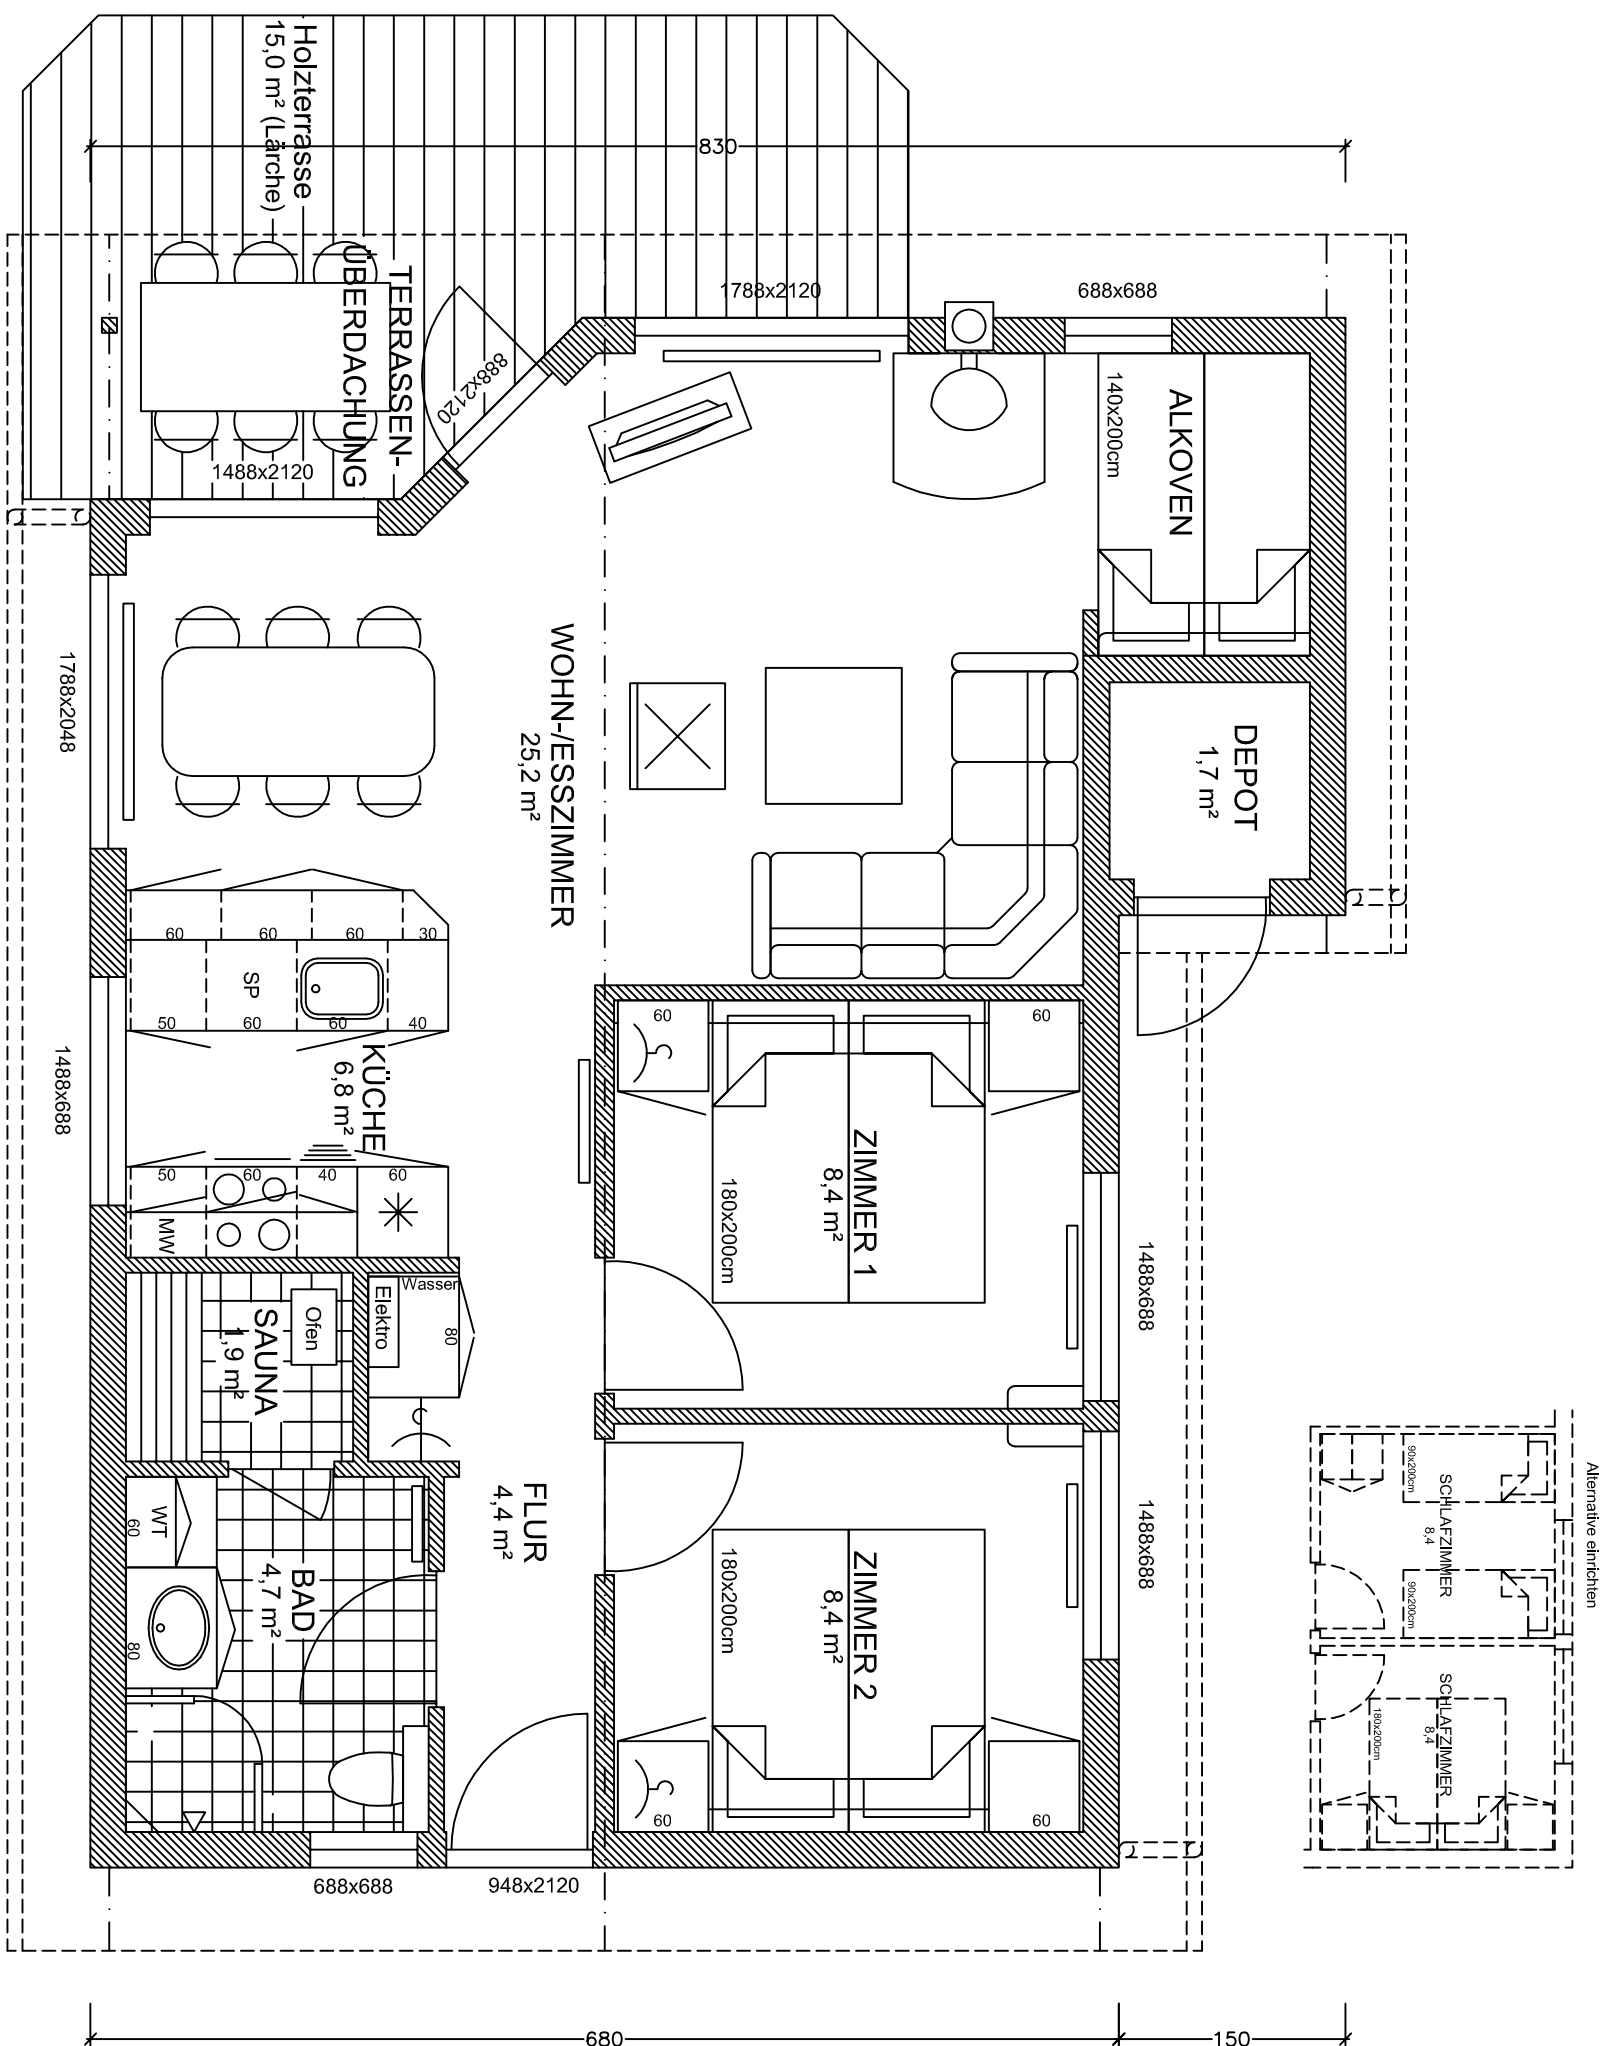 Holzterrasse
15,0 m² (Lärche)
830
TERRASSEN-
ÜBERDACHUNG
1788x2120
688x688
888x2120
1488x2120
ALKOVEN
140x200cm
WOHN-/ESSZIMMER
25,2 m²
DEPOT
1,7 m²
1788x2048
60
60
60
30
SP
50
60
60
40
KÜCHE
6,8 m²
1488x688
50
60
40
60
MW
60
60
ZIMMER 1
8,4 m²
180x200cm
1488x688
Wasser
Elektro
80
Ofen
SAUNA
1,9 m²
FLUR
4,4 m²
WT
60
BAD
4,7 m²
80
ZIMMER 2
8,4 m²
180x200cm
1488x688
60
60
688x688
948x2120
Alternative einrichten
SCHLAFZIMMER
8,4
90x200cm
90x200cm
SCHLAFZIMMER
8,4
180x200cm
680
150